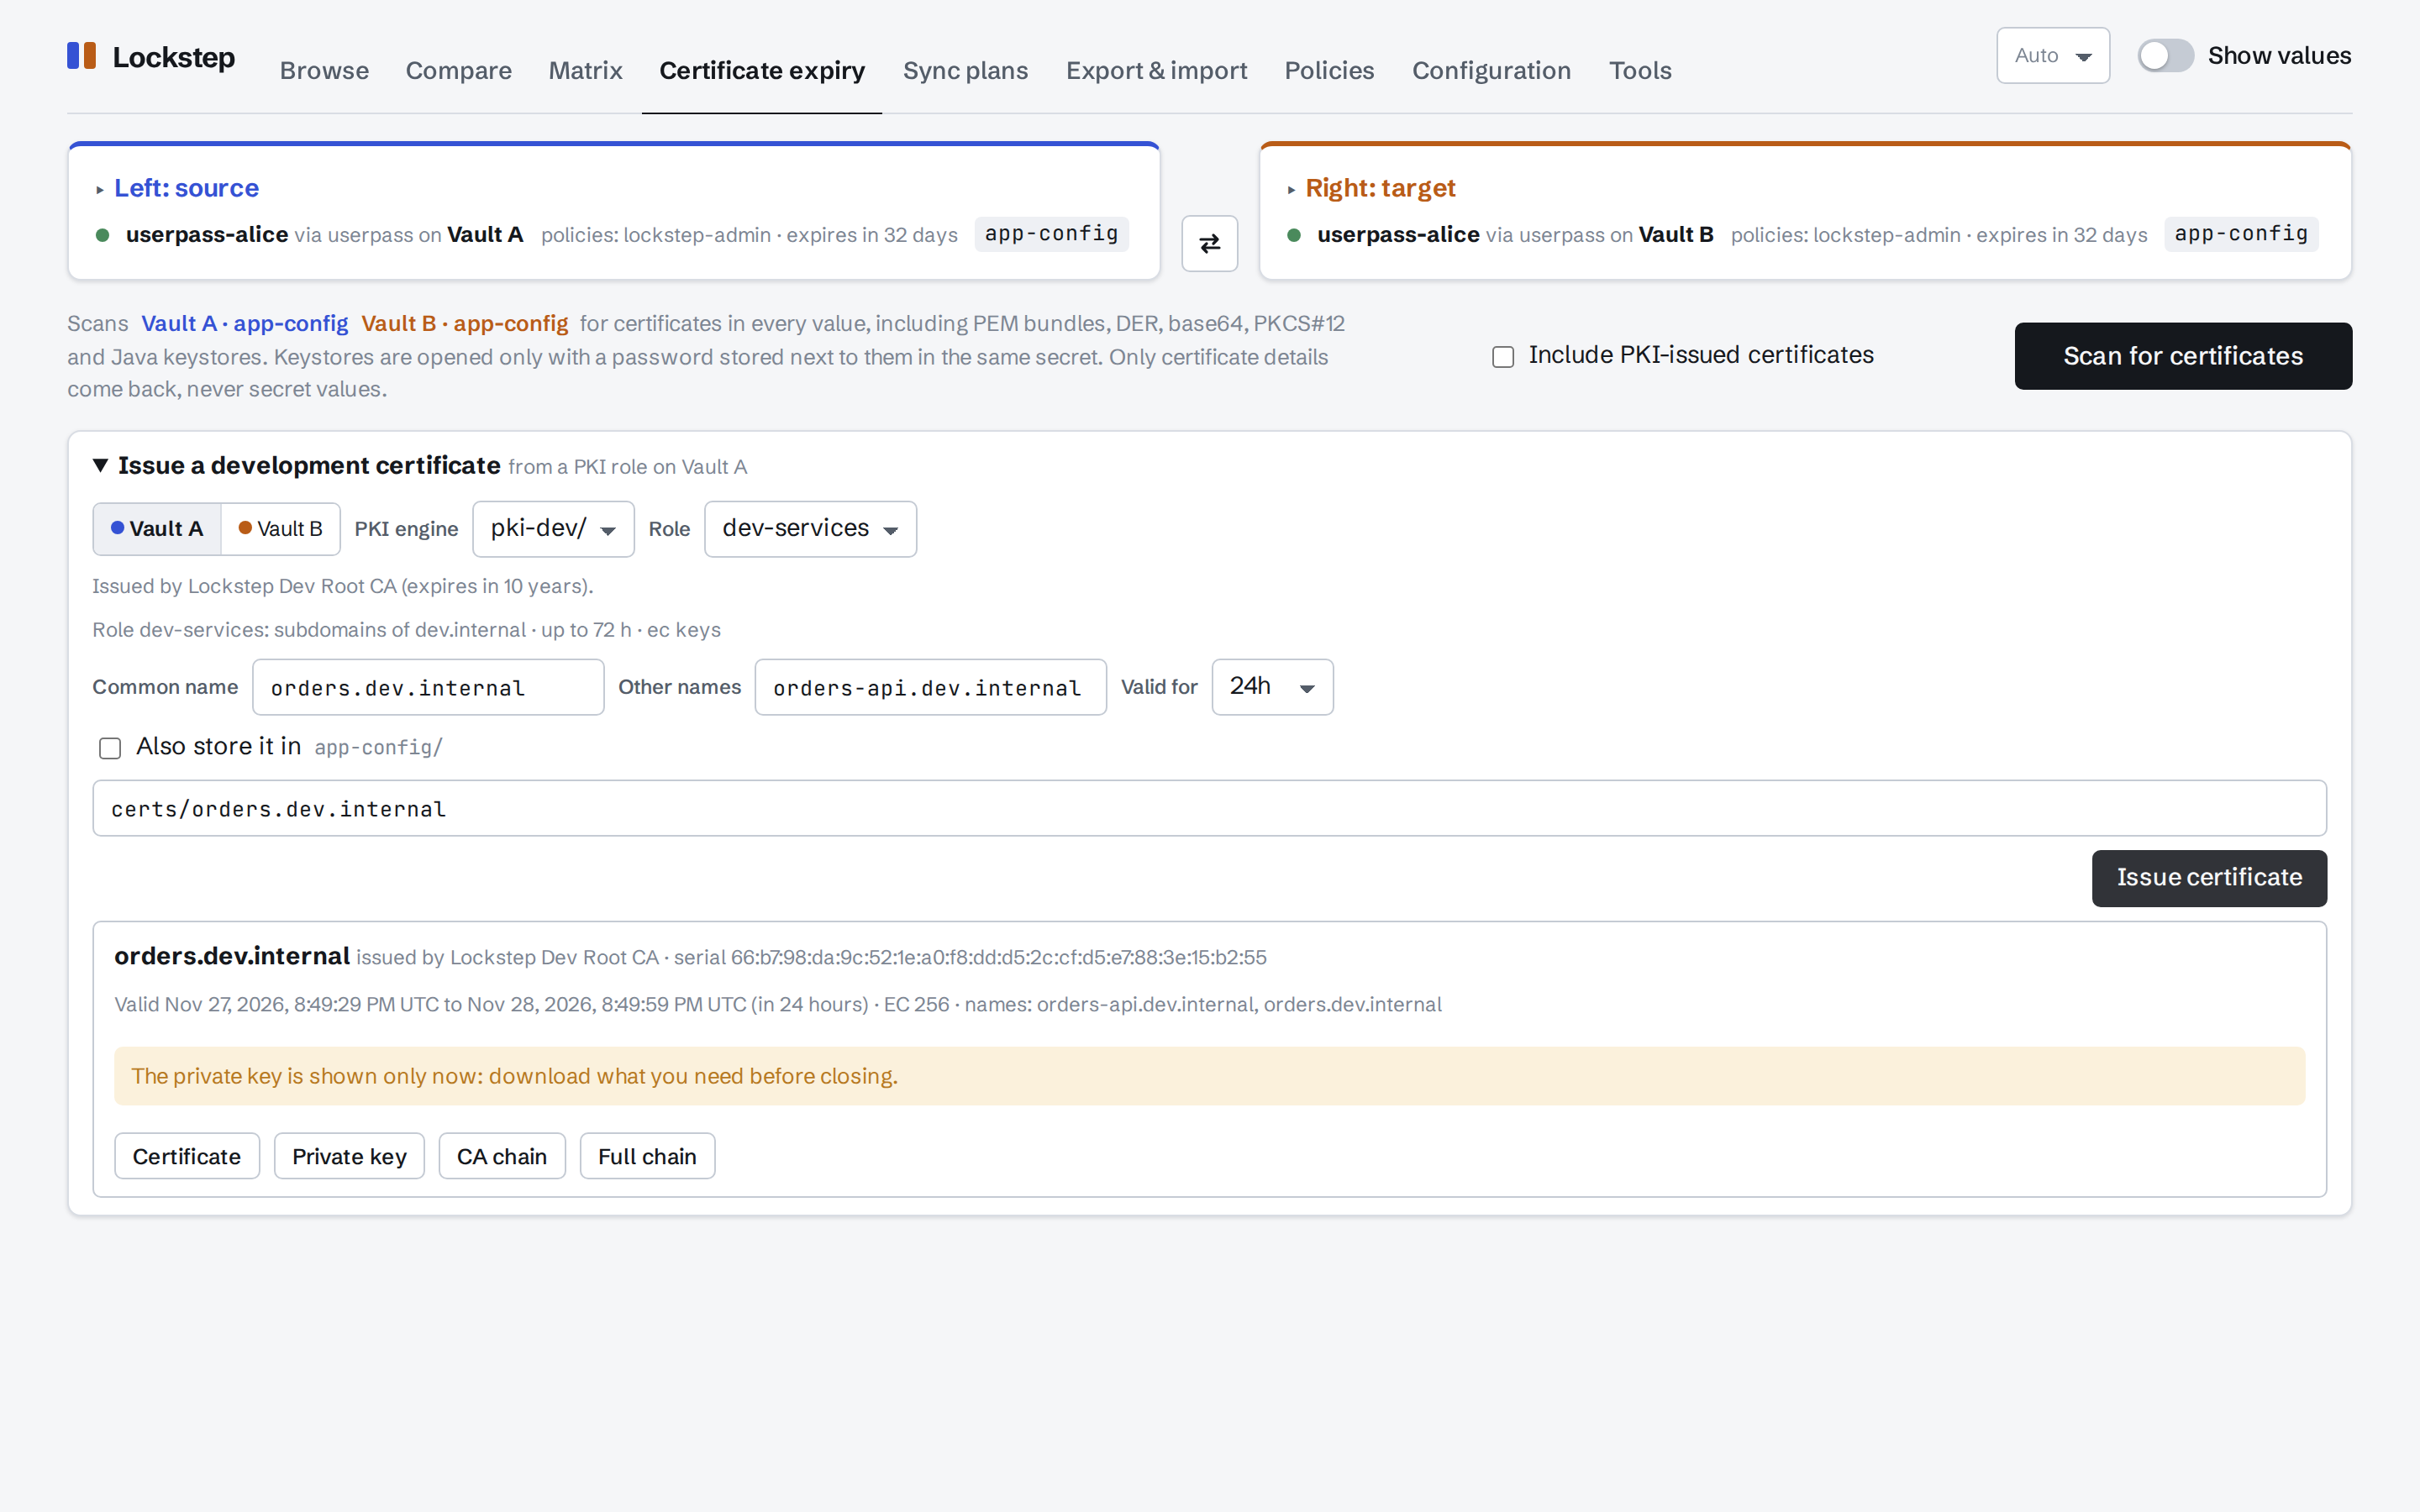 Lockstep Browse Compare Matrix Certificate expiry Sync plans Export & import Policies Configuration Tools Auto Show values
Left: source
userpass-alice via userpass on Vault A policies: lockstep-admin · expires in 32 days app-config
Right: target
userpass-alice via userpass on Vault B policies: lockstep-admin · expires in 32 days app-config
Scans Vault A · app-config Vault B · app-config for certificates in every value, including PEM bundles, DER, base64, PKCS#12
and Java keystores. Keystores are opened only with a password stored next to them in the same secret. Only certificate details
come back, never secret values.
Include PKI-issued certificates
Scan for certificates
Issue a development certificate from a PKI role on Vault A
Vault A Vault B PKI engine pki-dev/ Role dev-services
Issued by Lockstep Dev Root CA (expires in 10 years).
Role dev-services: subdomains of dev.internal · up to 72 h · ec keys
Common name orders.dev.internal Other names orders-api.dev.internal Valid for 24h
Also store it in app-config/
certs/orders.dev.internal
Issue certificate
orders.dev.internal issued by Lockstep Dev Root CA · serial 66:b7:98:da:9c:52:1e:a0:f8:dd:d5:2c:cf:d5:e7:88:3e:15:b2:55
Valid Nov 27, 2026, 8:49:29 PM UTC to Nov 28, 2026, 8:49:59 PM UTC (in 24 hours) · EC 256 · names: orders-api.dev.internal, orders.dev.internal
The private key is shown only now: download what you need before closing.
Certificate Private key CA chain Full chain